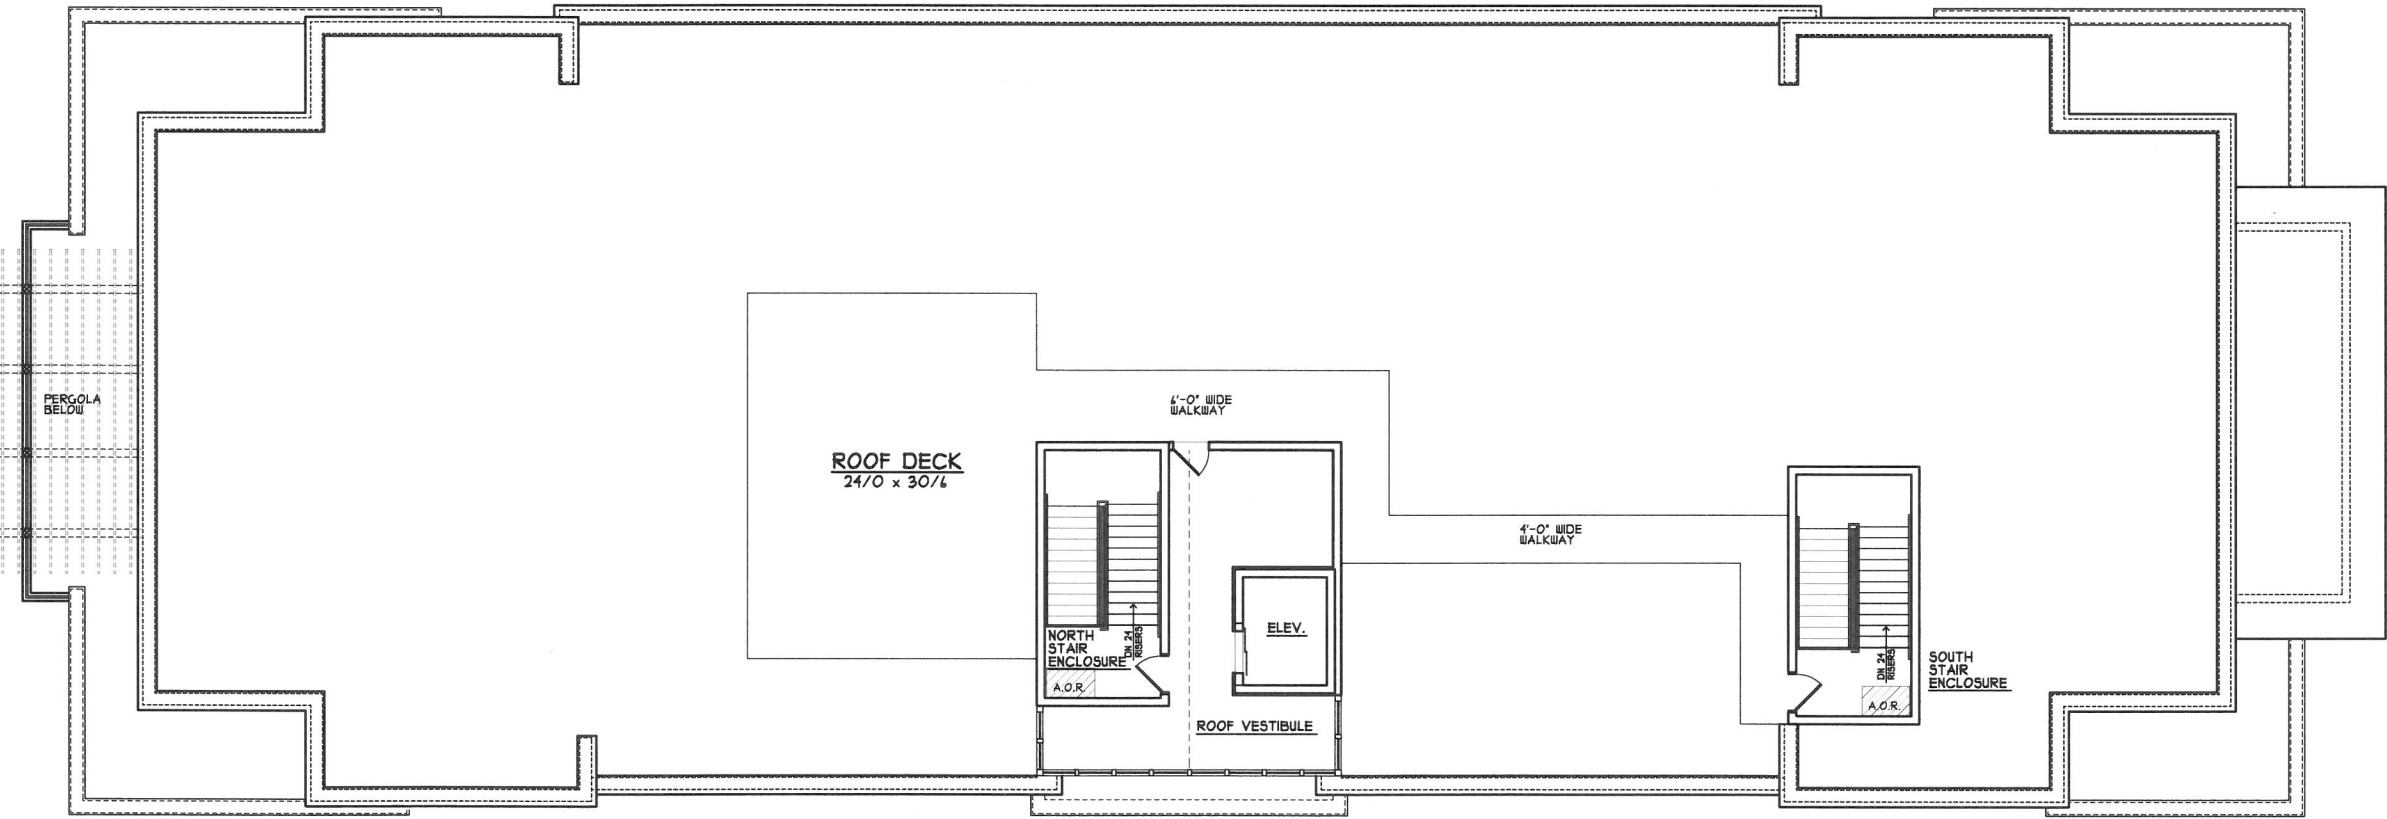 PERGOLA
BELOW
6'-0" WIDE
WALKWAY
ROOF DECK
24/0 x 30/6
4'-0" WIDE
WALKWAY
ELEV.
NORTH
STAIR
ENCLOSURE
DN 24
RISERS
A.O.R.
ROOF VESTIBULE
SOUTH
STAIR
ENCLOSURE
DN 24
RISERS
A.O.R.